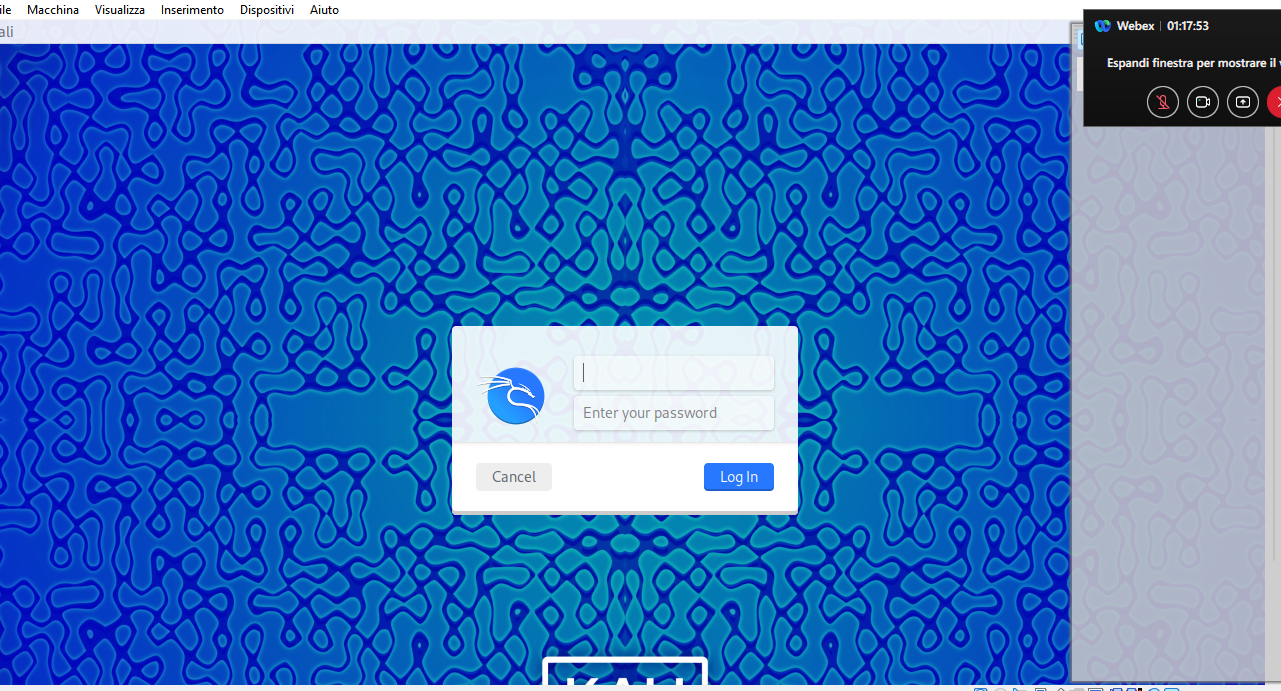 ile Macchina Visualizza Inserimento Dispositivi Aiuto
ali
Webex | 01:17:53
Espandi finestra per mostrare il v
Enter your password
Cancel
Log In
KALI